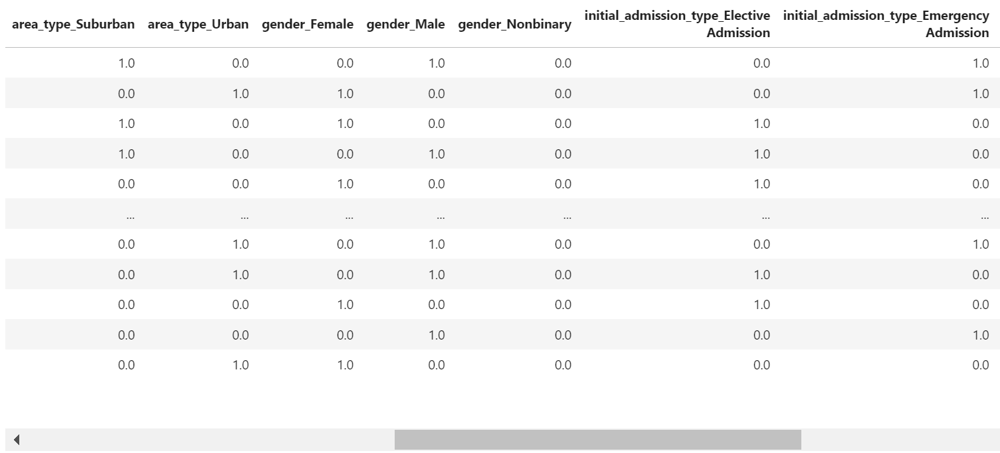 area_type_Suburban area_type_Urban gender_Female gender_Male gender_Nonbinary initial_admission_type_Elective Admission initial_admission_type_Emergency Admission
1.0 0.0 0.0 1.0 0.0 0.0 1.0
0.0 1.0 1.0 0.0 0.0 0.0 1.0
1.0 0.0 1.0 0.0 0.0 1.0 0.0
1.0 0.0 0.0 1.0 0.0 1.0 0.0
0.0 0.0 1.0 0.0 0.0 1.0 0.0
... ... ... ... ... ... ...
0.0 1.0 0.0 1.0 0.0 0.0 1.0
0.0 1.0 0.0 1.0 0.0 1.0 0.0
0.0 0.0 1.0 0.0 0.0 1.0 0.0
0.0 0.0 0.0 1.0 0.0 0.0 1.0
0.0 1.0 1.0 0.0 0.0 0.0 0.0